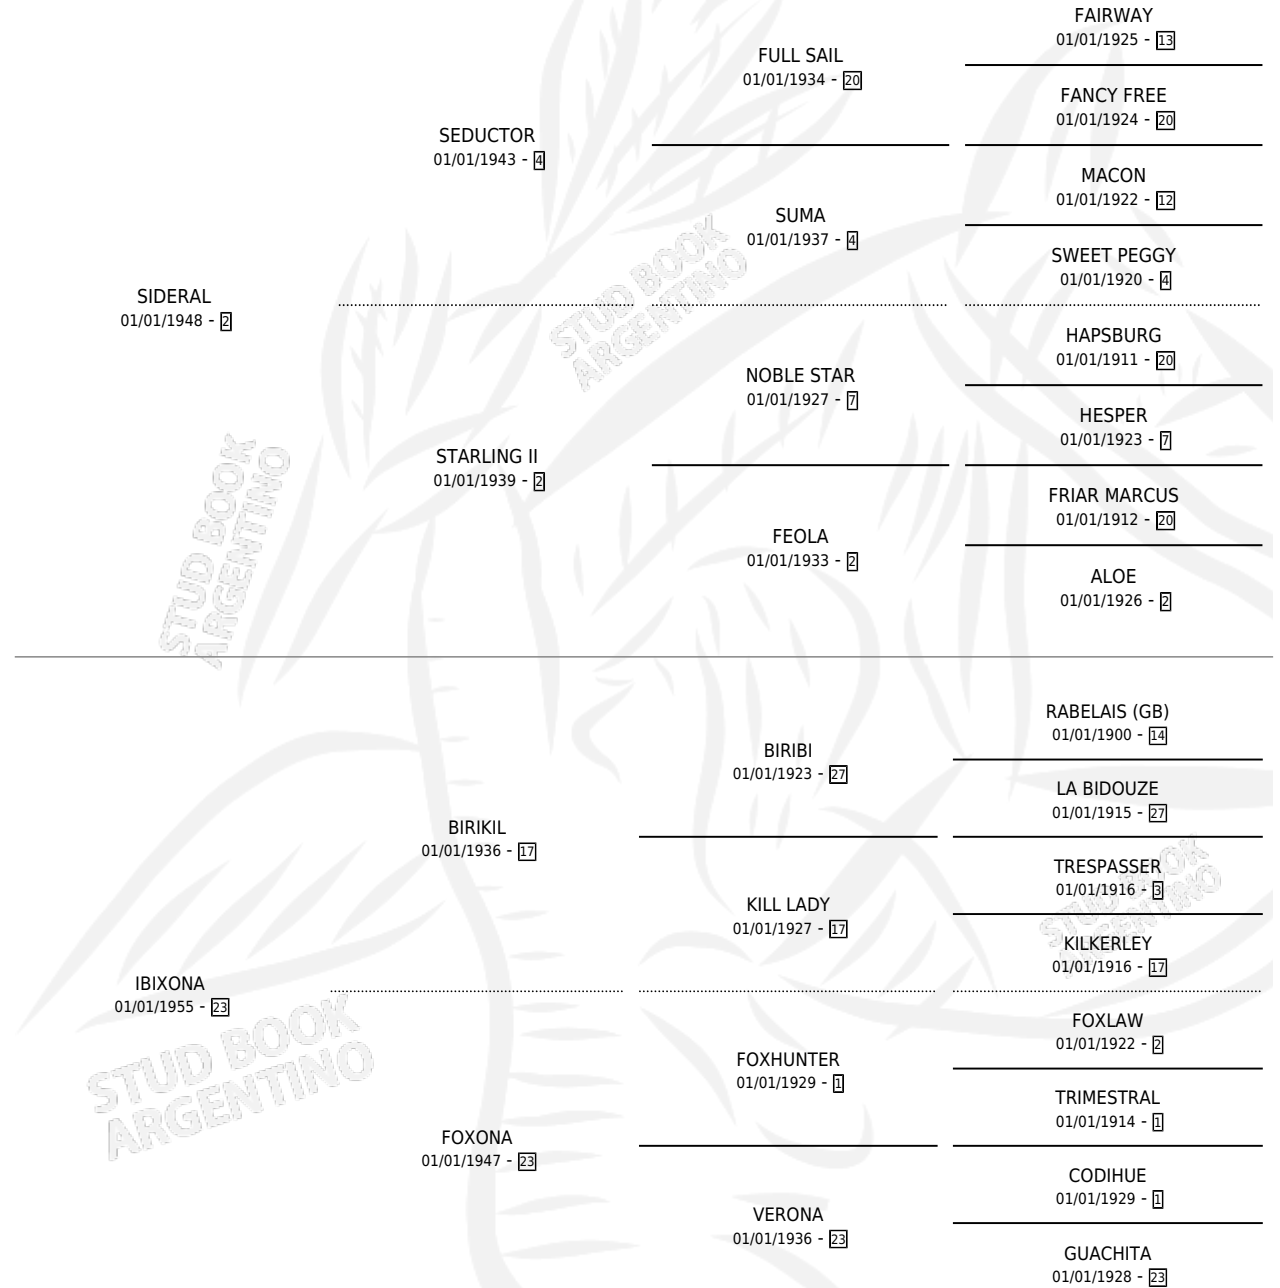 FAIRWAY
01/01/1925 - 13
FULL SAIL
01/01/1934 - 20
FANCY FREE
01/01/1924 - 20
SEDUCTOR
01/01/1943 - 4
MACON
01/01/1922 - 12
SUMA
01/01/1937 - 4
SWEET PEGGY
01/01/1920 - 4
SIDERAL
01/01/1948 - 2
HAPSBURG
01/01/1911 - 20
NOBLE STAR
01/01/1927 - 7
HESPER
01/01/1923 - 7
STARLING II
01/01/1939 - 2
FRIAR MARCUS
01/01/1912 - 20
FEOLA
01/01/1933 - 2
ALOE
01/01/1926 - 2
STUD BOOK
ARGENTINO
STUD BOOK
ARGENTINO
RABELAIS (GB)
01/01/1900 - 14
BIRIBI
01/01/1923 - 27
LA BIDOUZE
01/01/1915 - 27
BIRIKIL
01/01/1936 - 17
TRESPASSER
01/01/1916 - 3
KILL LADY
01/01/1927 - 17
KILKERLEY
01/01/1916 - 17
IBIXONA
01/01/1955 - 23
FOXLAW
01/01/1922 - 2
FOXHUNTER
01/01/1929 - 1
TRIMESTRAL
01/01/1914 - 1
FOXONA
01/01/1947 - 23
CODIHUE
01/01/1929 - 1
VERONA
01/01/1936 - 23
GUACHITA
01/01/1928 - 23
STUD BOOK
ARGENTINO
STUD BOOK
ARGENTINO